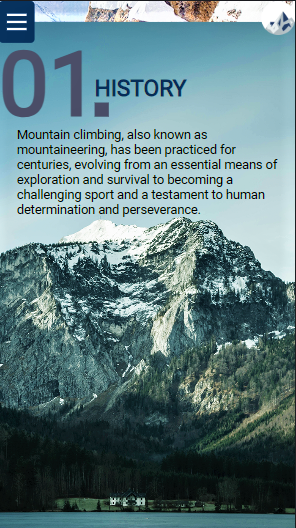 01. HISTORY
Mountain climbing, also known as
mountaineering, has been practiced for
centuries, evolving from an essential means of
exploration and survival to becoming a
challenging sport and a testament to human
determination and perseverance.